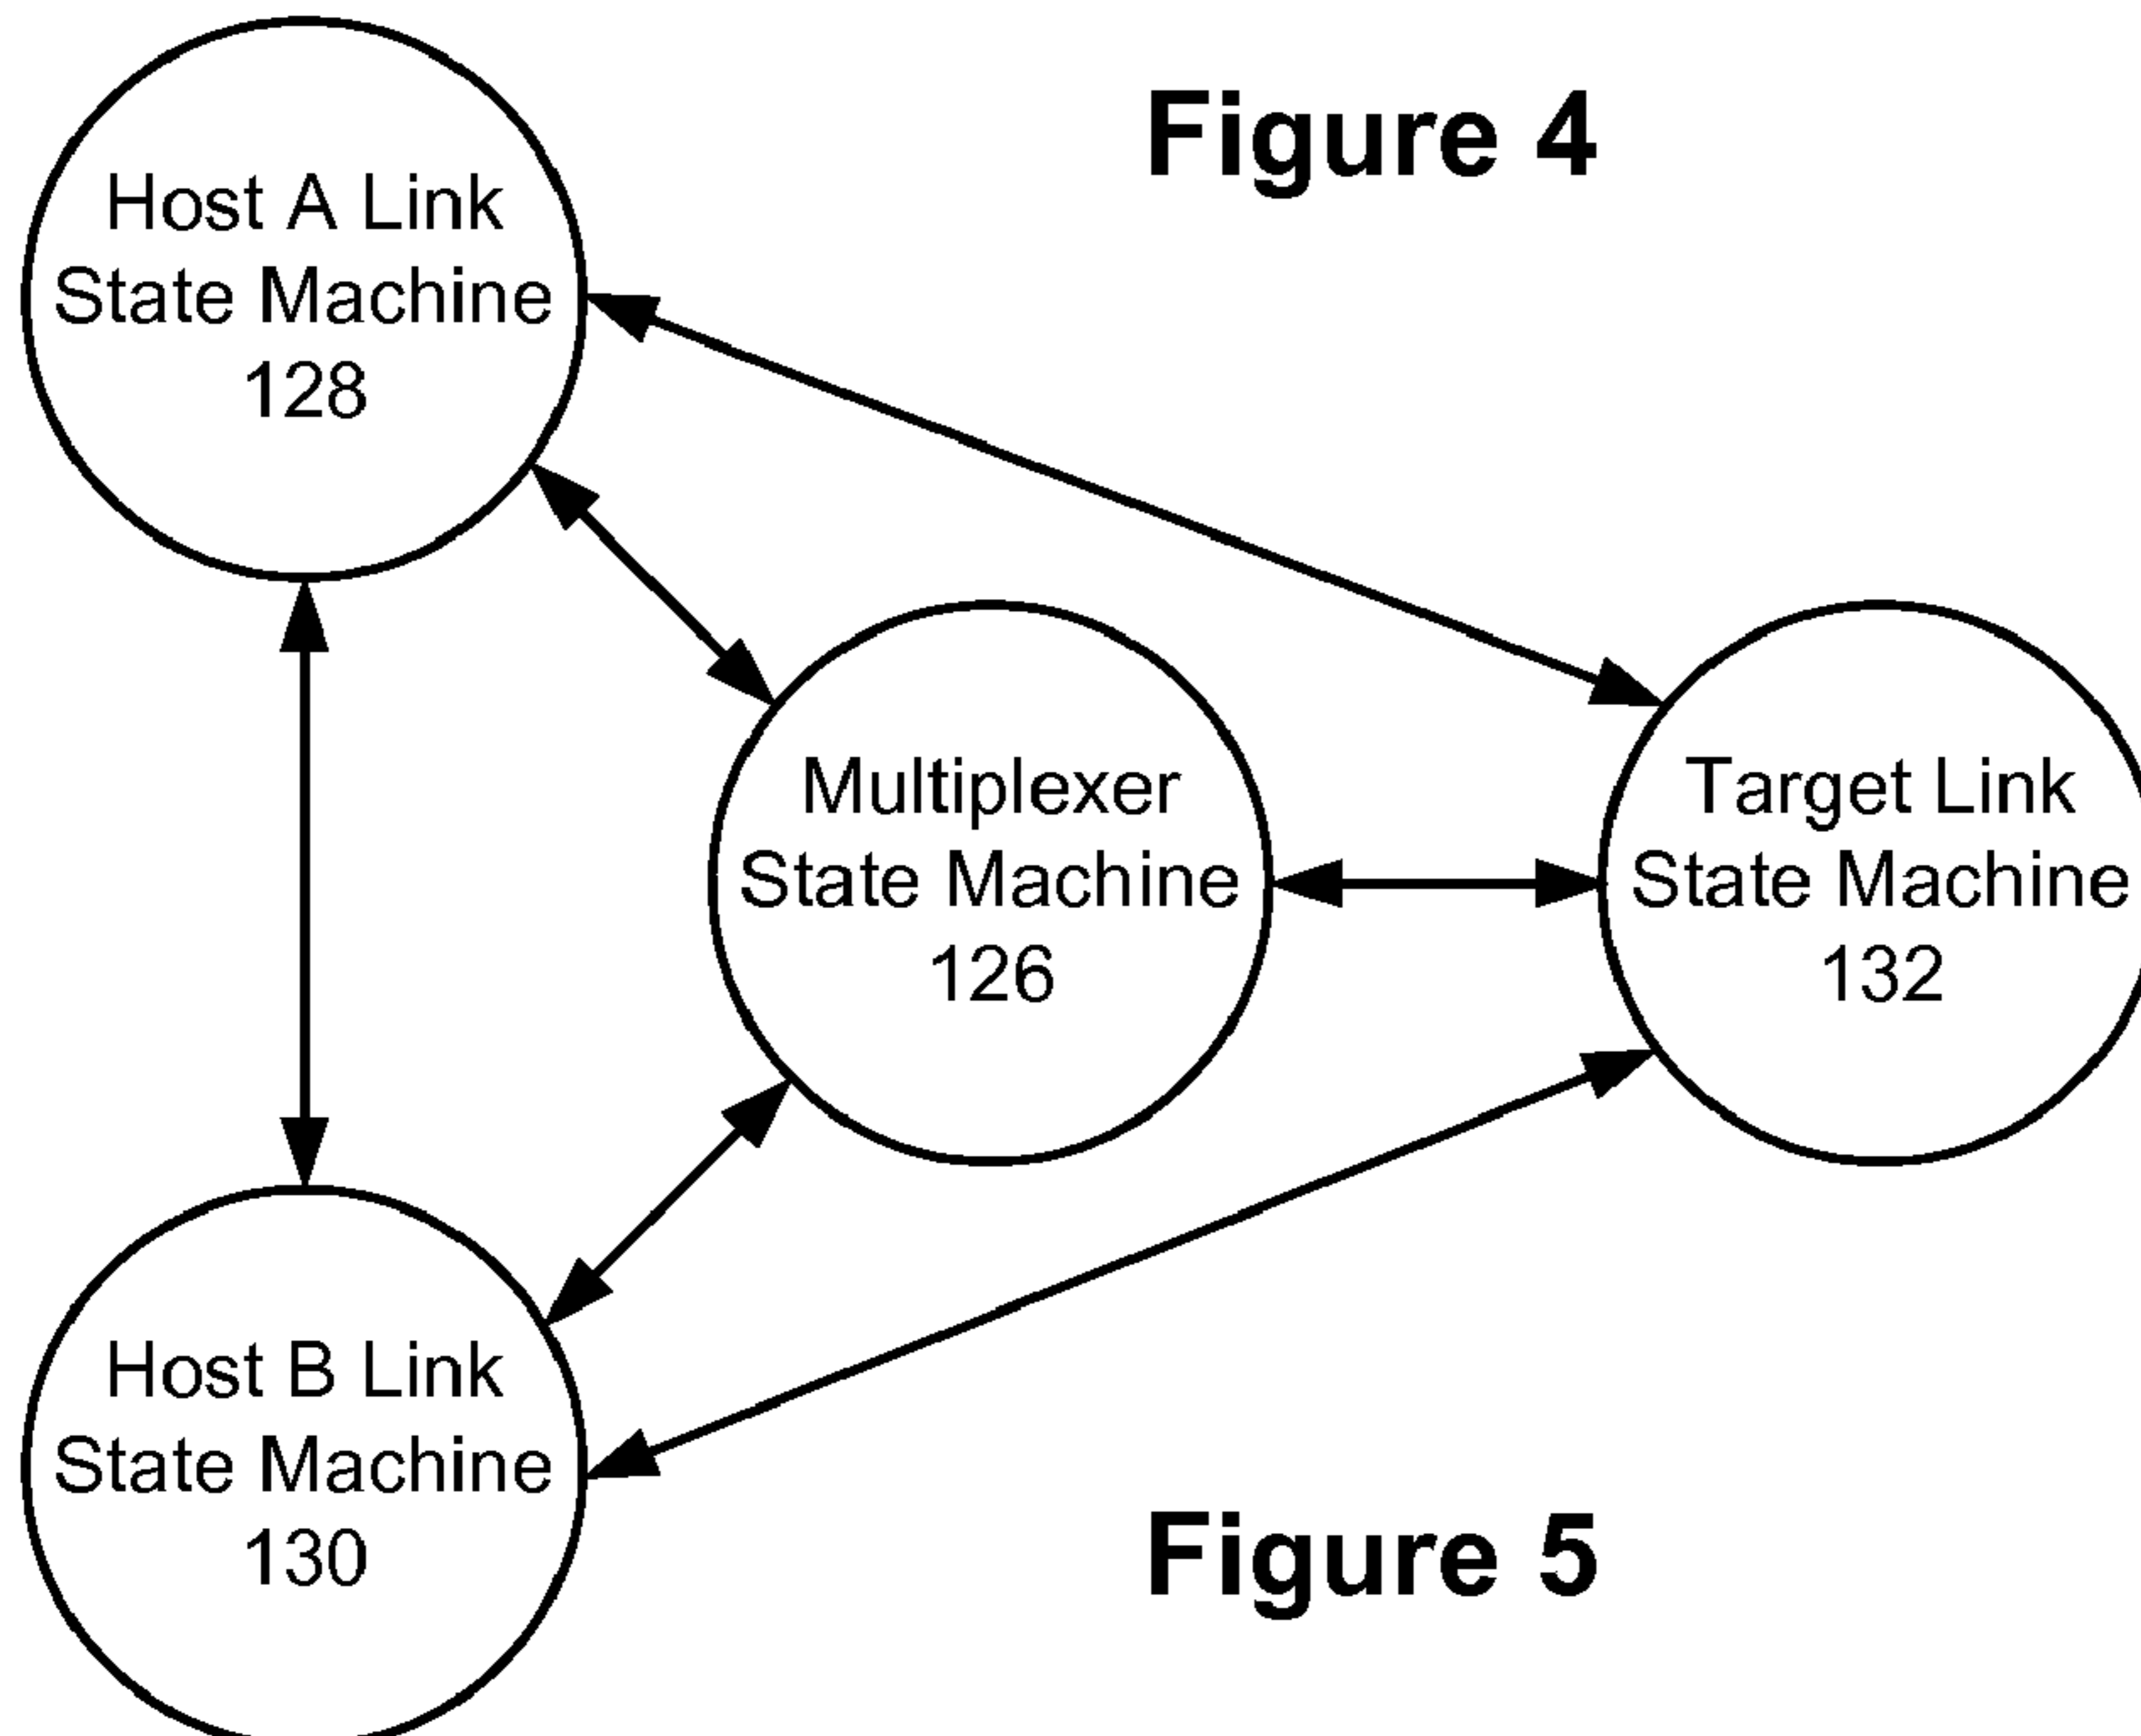 Figure 4
Host A Link
State Machine
128
Multiplexer
State Machine
126
Target Link
State Machine
132
Host B Link
State Machine
130
Figure 5